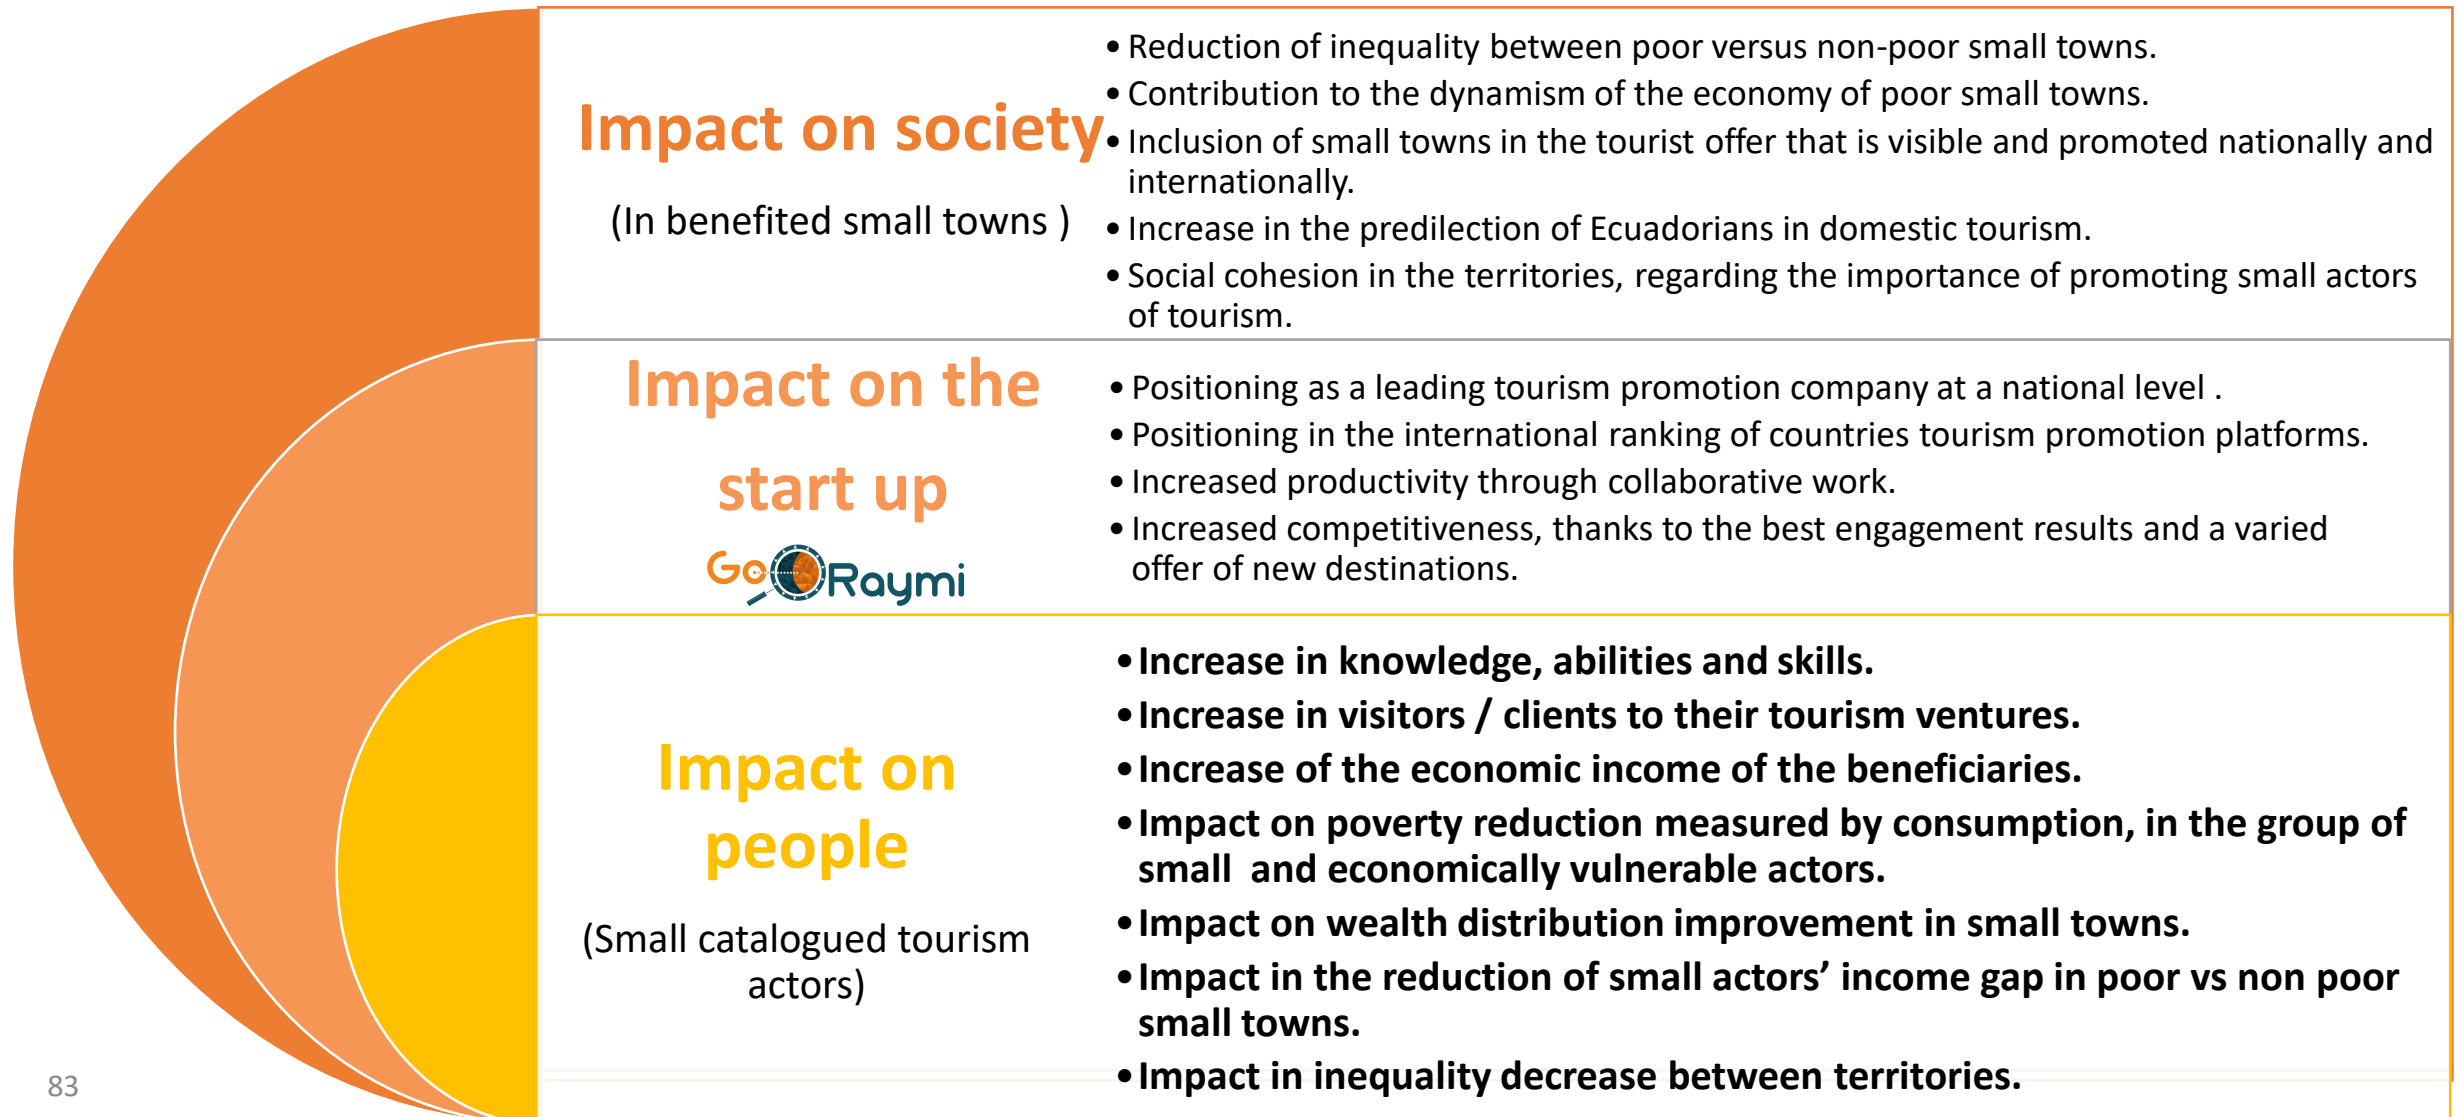 Impact on society
(In benefited small towns )
• Reduction of inequality between poor versus non-poor small towns.
• Contribution to the dynamism of the economy of poor small towns.
• Inclusion of small towns in the tourist offer that is visible and promoted nationally and
internationally.
• Increase in the predilection of Ecuadorians in domestic tourism.
• Social cohesion in the territories, regarding the importance of promoting small actors
of tourism.
Impact on the
start up
Go Raymi
• Positioning as a leading tourism promotion company at a national level .
• Positioning in the international ranking of countries tourism promotion platforms.
• Increased productivity through collaborative work.
• Increased competitiveness, thanks to the best engagement results and a varied
offer of new destinations.
Impact on
people
(Small catalogued tourism
actors)
• Increase in knowledge, abilities and skills.
• Increase in visitors / clients to their tourism ventures.
• Increase of the economic income of the beneficiaries.
• Impact on poverty reduction measured by consumption, in the group of
small and economically vulnerable actors.
• Impact on wealth distribution improvement in small towns.
• Impact in the reduction of small actors’ income gap in poor vs non poor
small towns.
• Impact in inequality decrease between territories.
83